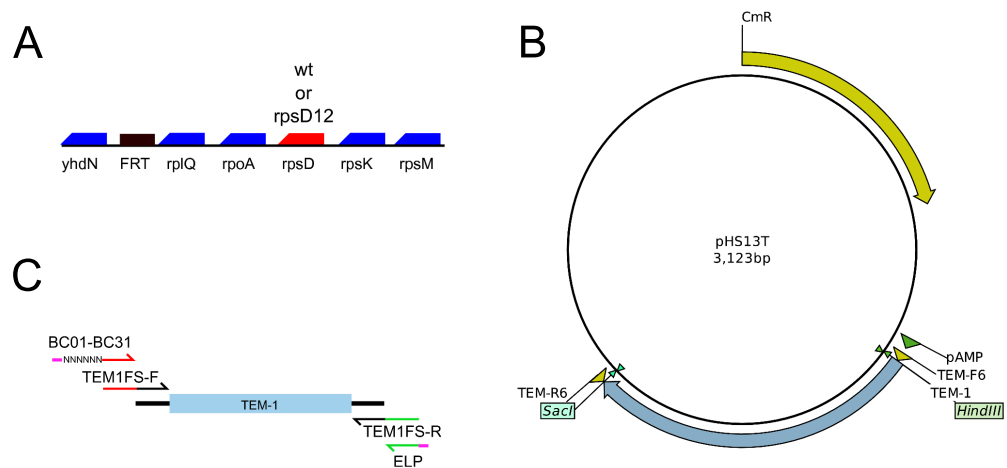 A
wt
or
rpsD12
yhdN
FRT
rplQ
rpoA
rpsD
rpsK
rpsM
B
CmR
pHS13T
3,123bp
pAMP
TEM-F6
TEM-1
HindIII
TEM-R6
SacI
C
BC01-BC31
NNNNNN
TEM1FS-F
TEM-1
TEM1FS-R
ELP